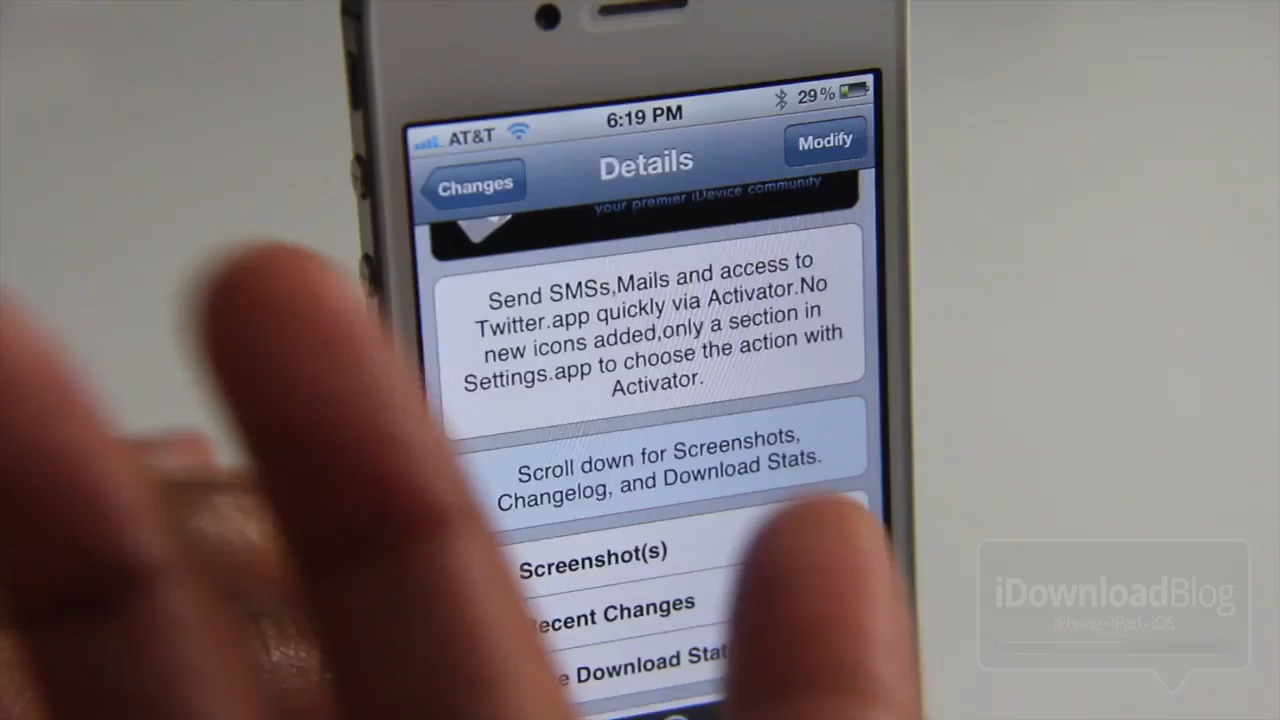 AT&T 6:19 PM 29%
Changes Details Modify
your premier iDevice community
Send SMSs,Mails and access to
Twitter.app quickly via Activator.No
new icons added,only a section in
Settings.app to choose the action with
Activator.
Scroll down for Screenshots,
Changelog, and Download Stats.
Screenshot(s)
Recent Changes
Download Stat
iDownloadBlog
iPhone • iPad • iOS